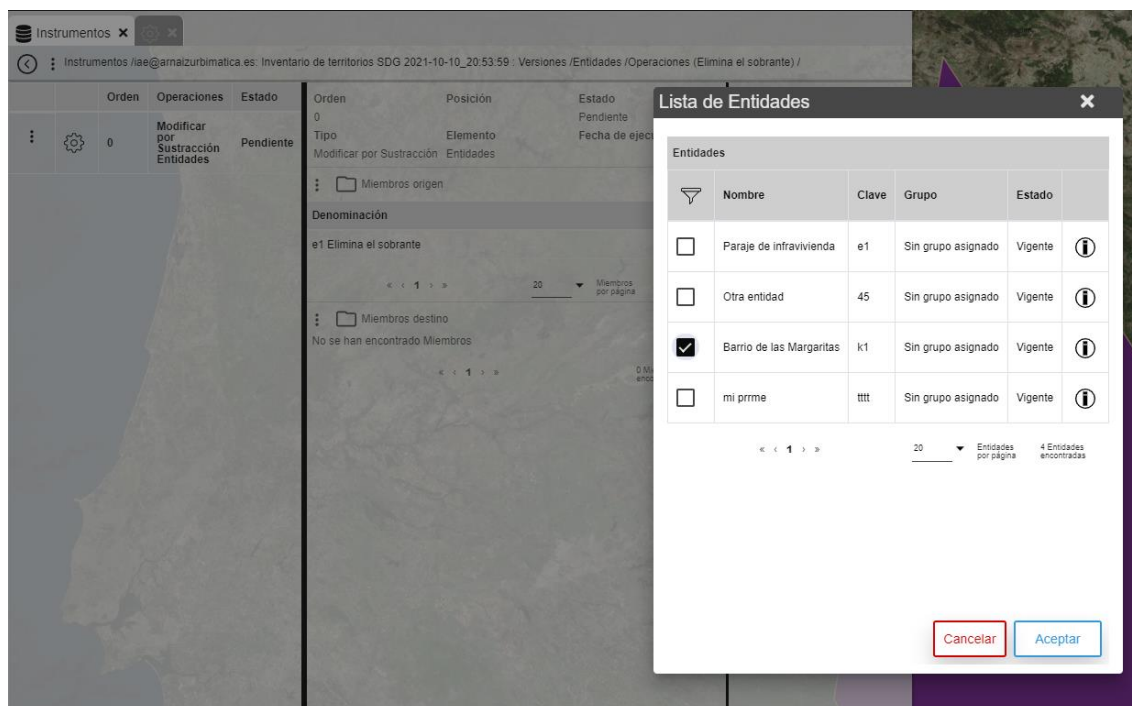 Instrumentos
Instrumentos /iae@arnaizurbimatica.es: Inventario de territorios SDG 2021-10-10_20:53:59 : Versiones /Entidades /Operaciones (Elimina el sobrante) /
Orden Operaciones Estado
0 Modificar por Sustracción Entidades Pendiente
Orden Posición Estado
0 Pendiente
Tipo Elemento Fecha de ejec
Modificar por Sustracción Entidades
Miembros origen
Denominación
e1 Elimina el sobrante
« ‹ 1 › » 20 Miembros por página
Miembros destino
No se han encontrado Miembros
« ‹ 1 › » 0
Lista de Entidades
Entidades
Nombre Clave Grupo Estado
Paraje de infravivienda e1 Sin grupo asignado Vigente
Otra entidad 45 Sin grupo asignado Vigente
Barrio de las Margaritas k1 Sin grupo asignado Vigente
mi prrme tttt Sin grupo asignado Vigente
« ‹ 1 › » 20 Entidades por página 4 Entidades encontradas
Cancelar Aceptar